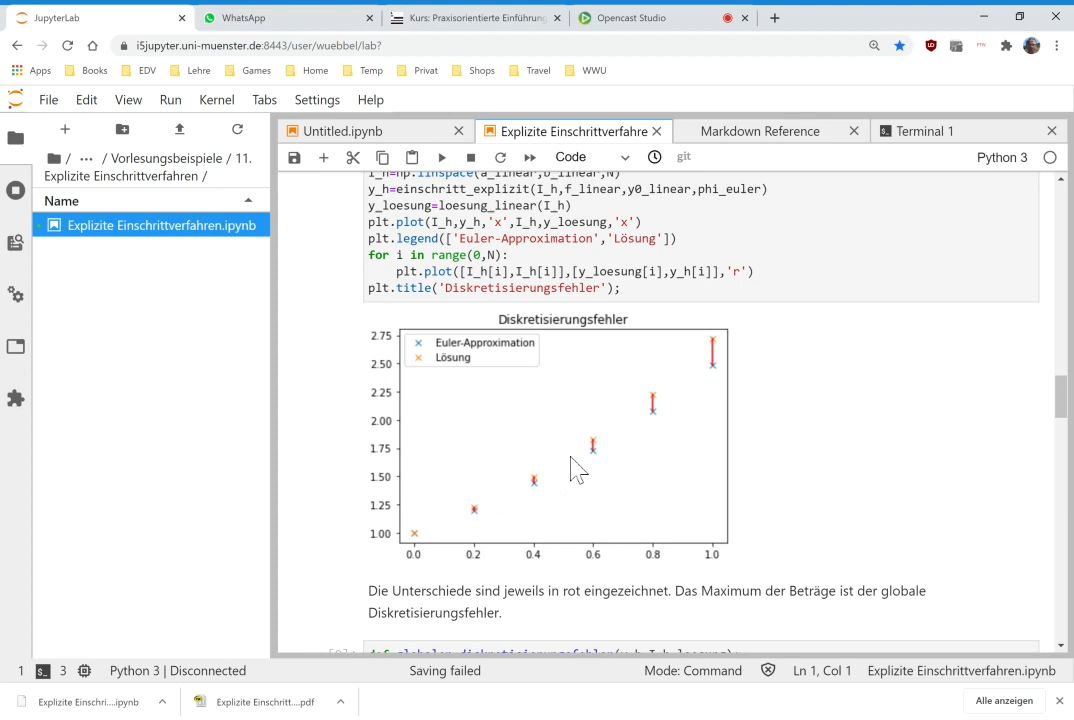 JupyterLab
WhatsApp
Kurs: Praxisorientierte Einführung
Opencast Studio
i5jupyter.uni-muenster.de:8443/user/wuebbel/lab?
Apps Books EDV Lehre Games Home Temp Privat Shops Travel WWU
File Edit View Run Kernel Tabs Settings Help
/ ··· / Vorlesungsbeispiele / 11.
Explizite Einschrittverfahren /
Name
Explizite Einschrittverfahren.ipynb
Untitled.ipynb
Explizite Einschrittverfahre
Markdown Reference
Terminal 1
Code
git
Python 3
I_h=np.linspace(a_linear,b_linear,N)
y_h=einschritt_explizit(I_h,f_linear,y0_linear,phi_euler)
y_loesung=loesung_linear(I_h)
plt.plot(I_h,y_h,'x',I_h,y_loesung,'x')
plt.legend(['Euler-Approximation','Lösung'])
for i in range(0,N):
plt.plot([I_h[i],I_h[i]],[y_loesung[i],y_h[i]],'r')
plt.title('Diskretisierungsfehler');
Diskretisierungsfehler
Euler-Approximation
Lösung
2.75
2.50
2.25
2.00
1.75
1.50
1.25
1.00
0.0 0.2 0.4 0.6 0.8 1.0
Die Unterschiede sind jeweils in rot eingezeichnet. Das Maximum der Beträge ist der globale
Diskretisierungsfehler.
1 3 Python 3 | Disconnected Saving failed Mode: Command Ln 1, Col 1 Explizite Einschrittverfahren.ipynb
Explizite Einschri....ipynb
Explizite Einschritt....pdf
Alle anzeigen